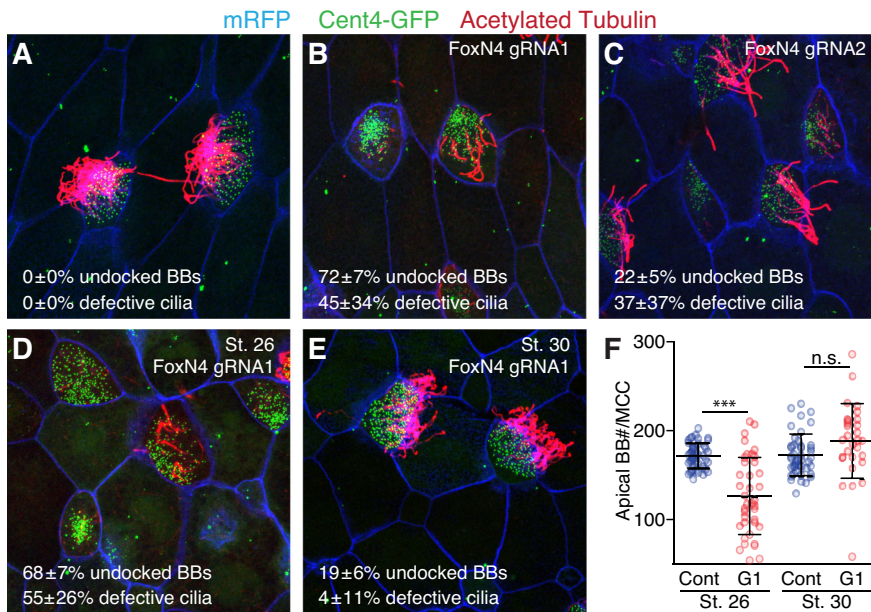 mRFP Cent4-GFP Acetylated Tubulin
A
0±0% undocked BBs
0±0% defective cilia
B
FoxN4 gRNA1
72±7% undocked BBs
45±34% defective cilia
C
FoxN4 gRNA2
22±5% undocked BBs
37±37% defective cilia
D
St. 26
FoxN4 gRNA1
68±7% undocked BBs
55±26% defective cilia
E
St. 30
FoxN4 gRNA1
19±6% undocked BBs
4±11% defective cilia
F
Apical BB#/MCC
300
200
100
***
n.s.
Cont G1 Cont G1
St. 26 St. 30